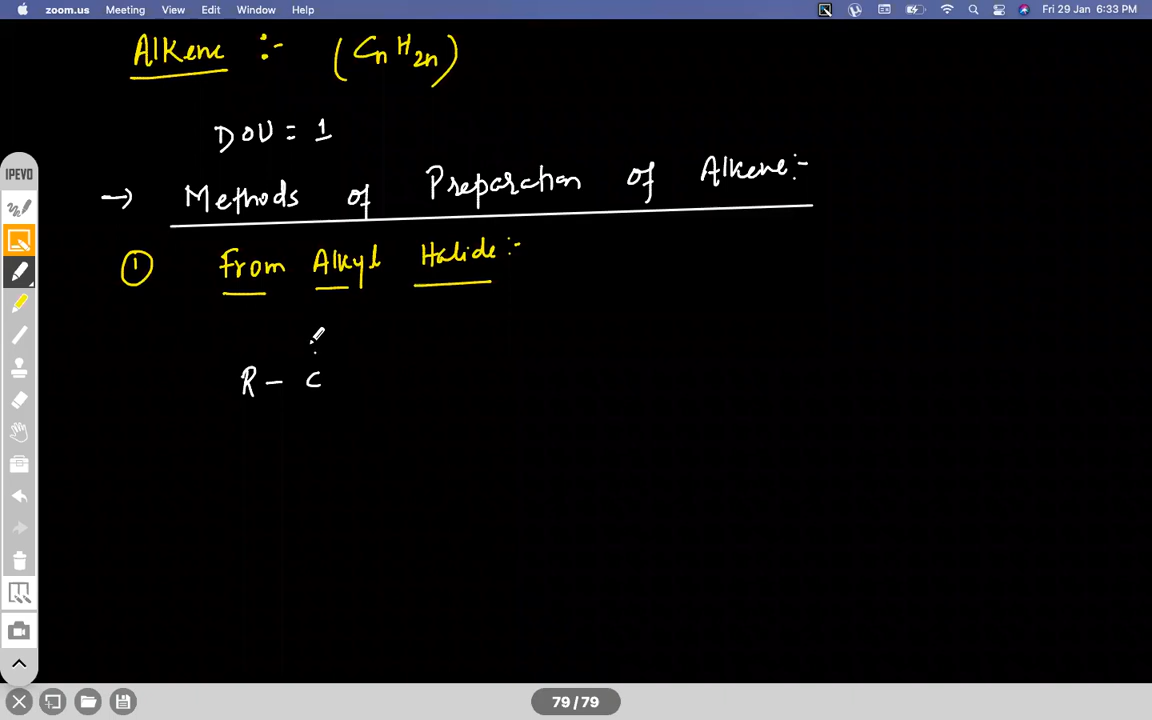 zoom.us Meeting View Edit Window Help Fri 29 Jan 6:33 PM
Alkene :- (CnH2n)
DOU = 1
→ Methods of Preparation of Alkene:-
① From Alkyl Halide:-
R - C
IPEVO
79 / 79